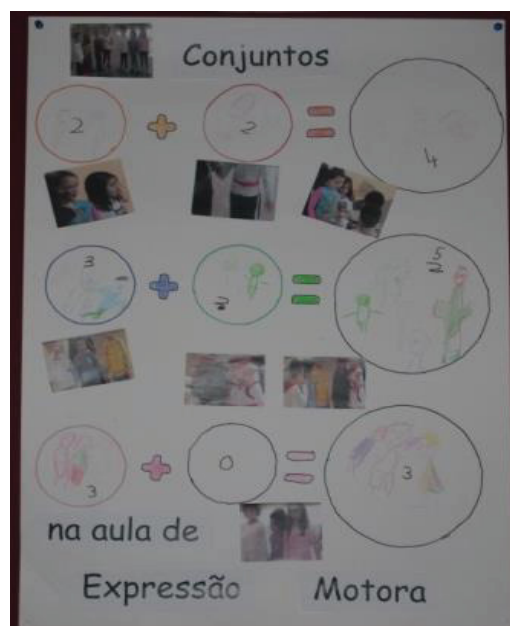 Conjuntos
2 + 2 = 4
3 + 2 = 5
3 + 0 = 3
na aula de
Expressão Motora